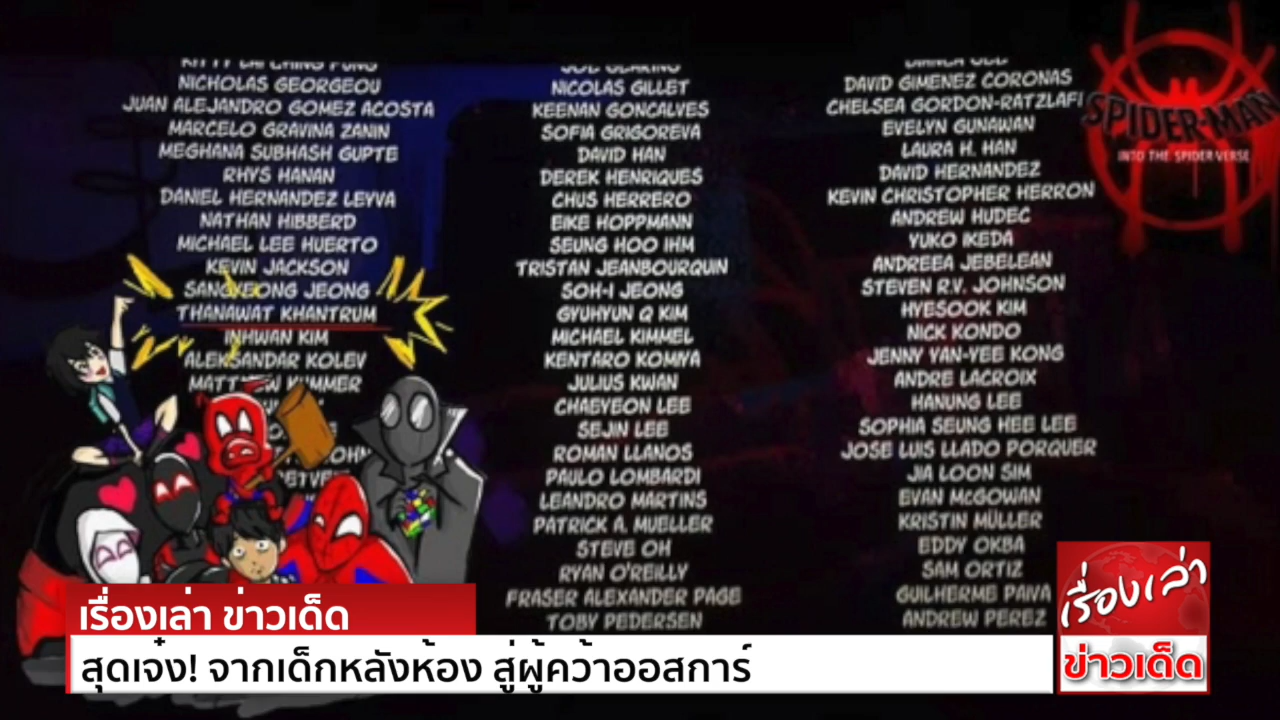 NICHOLAS GEORGEOU
JUAN ALEJANDRO GOMEZ ACOSTA
MARCELO GRAVINA ZANIN
MEGHANA SUBHASH GUPTE
RHYS HANAN
DANIEL HERNANDEZ LEYVA
NATHAN HIBBERD
MICHAEL LEE HUERTO
KEVIN JACKSON
SANGYEONG JEONG
THANAWAT KHANTRUM
INHWAN KIM
ALEKSANDAR KOLEV
MATTHEW KUMMER
NICOLAS GILLET
KEENAN GONCALVES
SOFIA GRIGOREVA
DAVID HAN
DEREK HENRIQUES
CHUS HERRERO
EIKE HOPPMANN
SEUNG HOO IHM
TRISTAN JEANBOURQUIN
SOH-I JEONG
GYUHYUN Q KIM
MICHAEL KIMMEL
KENTARO KOMIYA
JULIUS KWAN
CHAEYEON LEE
SEJIN LEE
ROMAN LLANOS
PAULO LOMBARDI
LEANDRO MARTINS
PATRICK A. MUELLER
STEVE OH
RYAN O'REILLY
FRASER ALEXANDER PAGE
TOBY PEDERSEN
DAVID GIMENEZ CORONAS
CHELSEA GORDON-RATZLAFF
EVELYN GUNAWAN
LAURA H. HAN
DAVID HERNANDEZ
KEVIN CHRISTOPHER HERRON
ANDREW HUDEC
YUKO IKEDA
ANDREEA JEBELEAN
STEVEN R.V. JOHNSON
HYESOOK KIM
NICK KONDO
JENNY YAN-YEE KONG
ANDRE LACROIX
HANUNG LEE
SOPHIA SEUNG HEE LEE
JOSE LUIS LLADO PORQUER
JIA LOON SIM
EVAN McGOWAN
KRISTIN MÜLLER
EDDY OKBA
SAM ORTIZ
GUILHERME PAIVA
ANDREW PEREZ
SPIDER-MAN
INTO THE SPIDER-VERSE
เรื่องเล่า ข่าวเด็ด
สุดเจ๋ง! จากเด็กหลังห้อง สู่ผู้คว้าออสการ์
เรื่องเล่า
ข่าวเด็ด